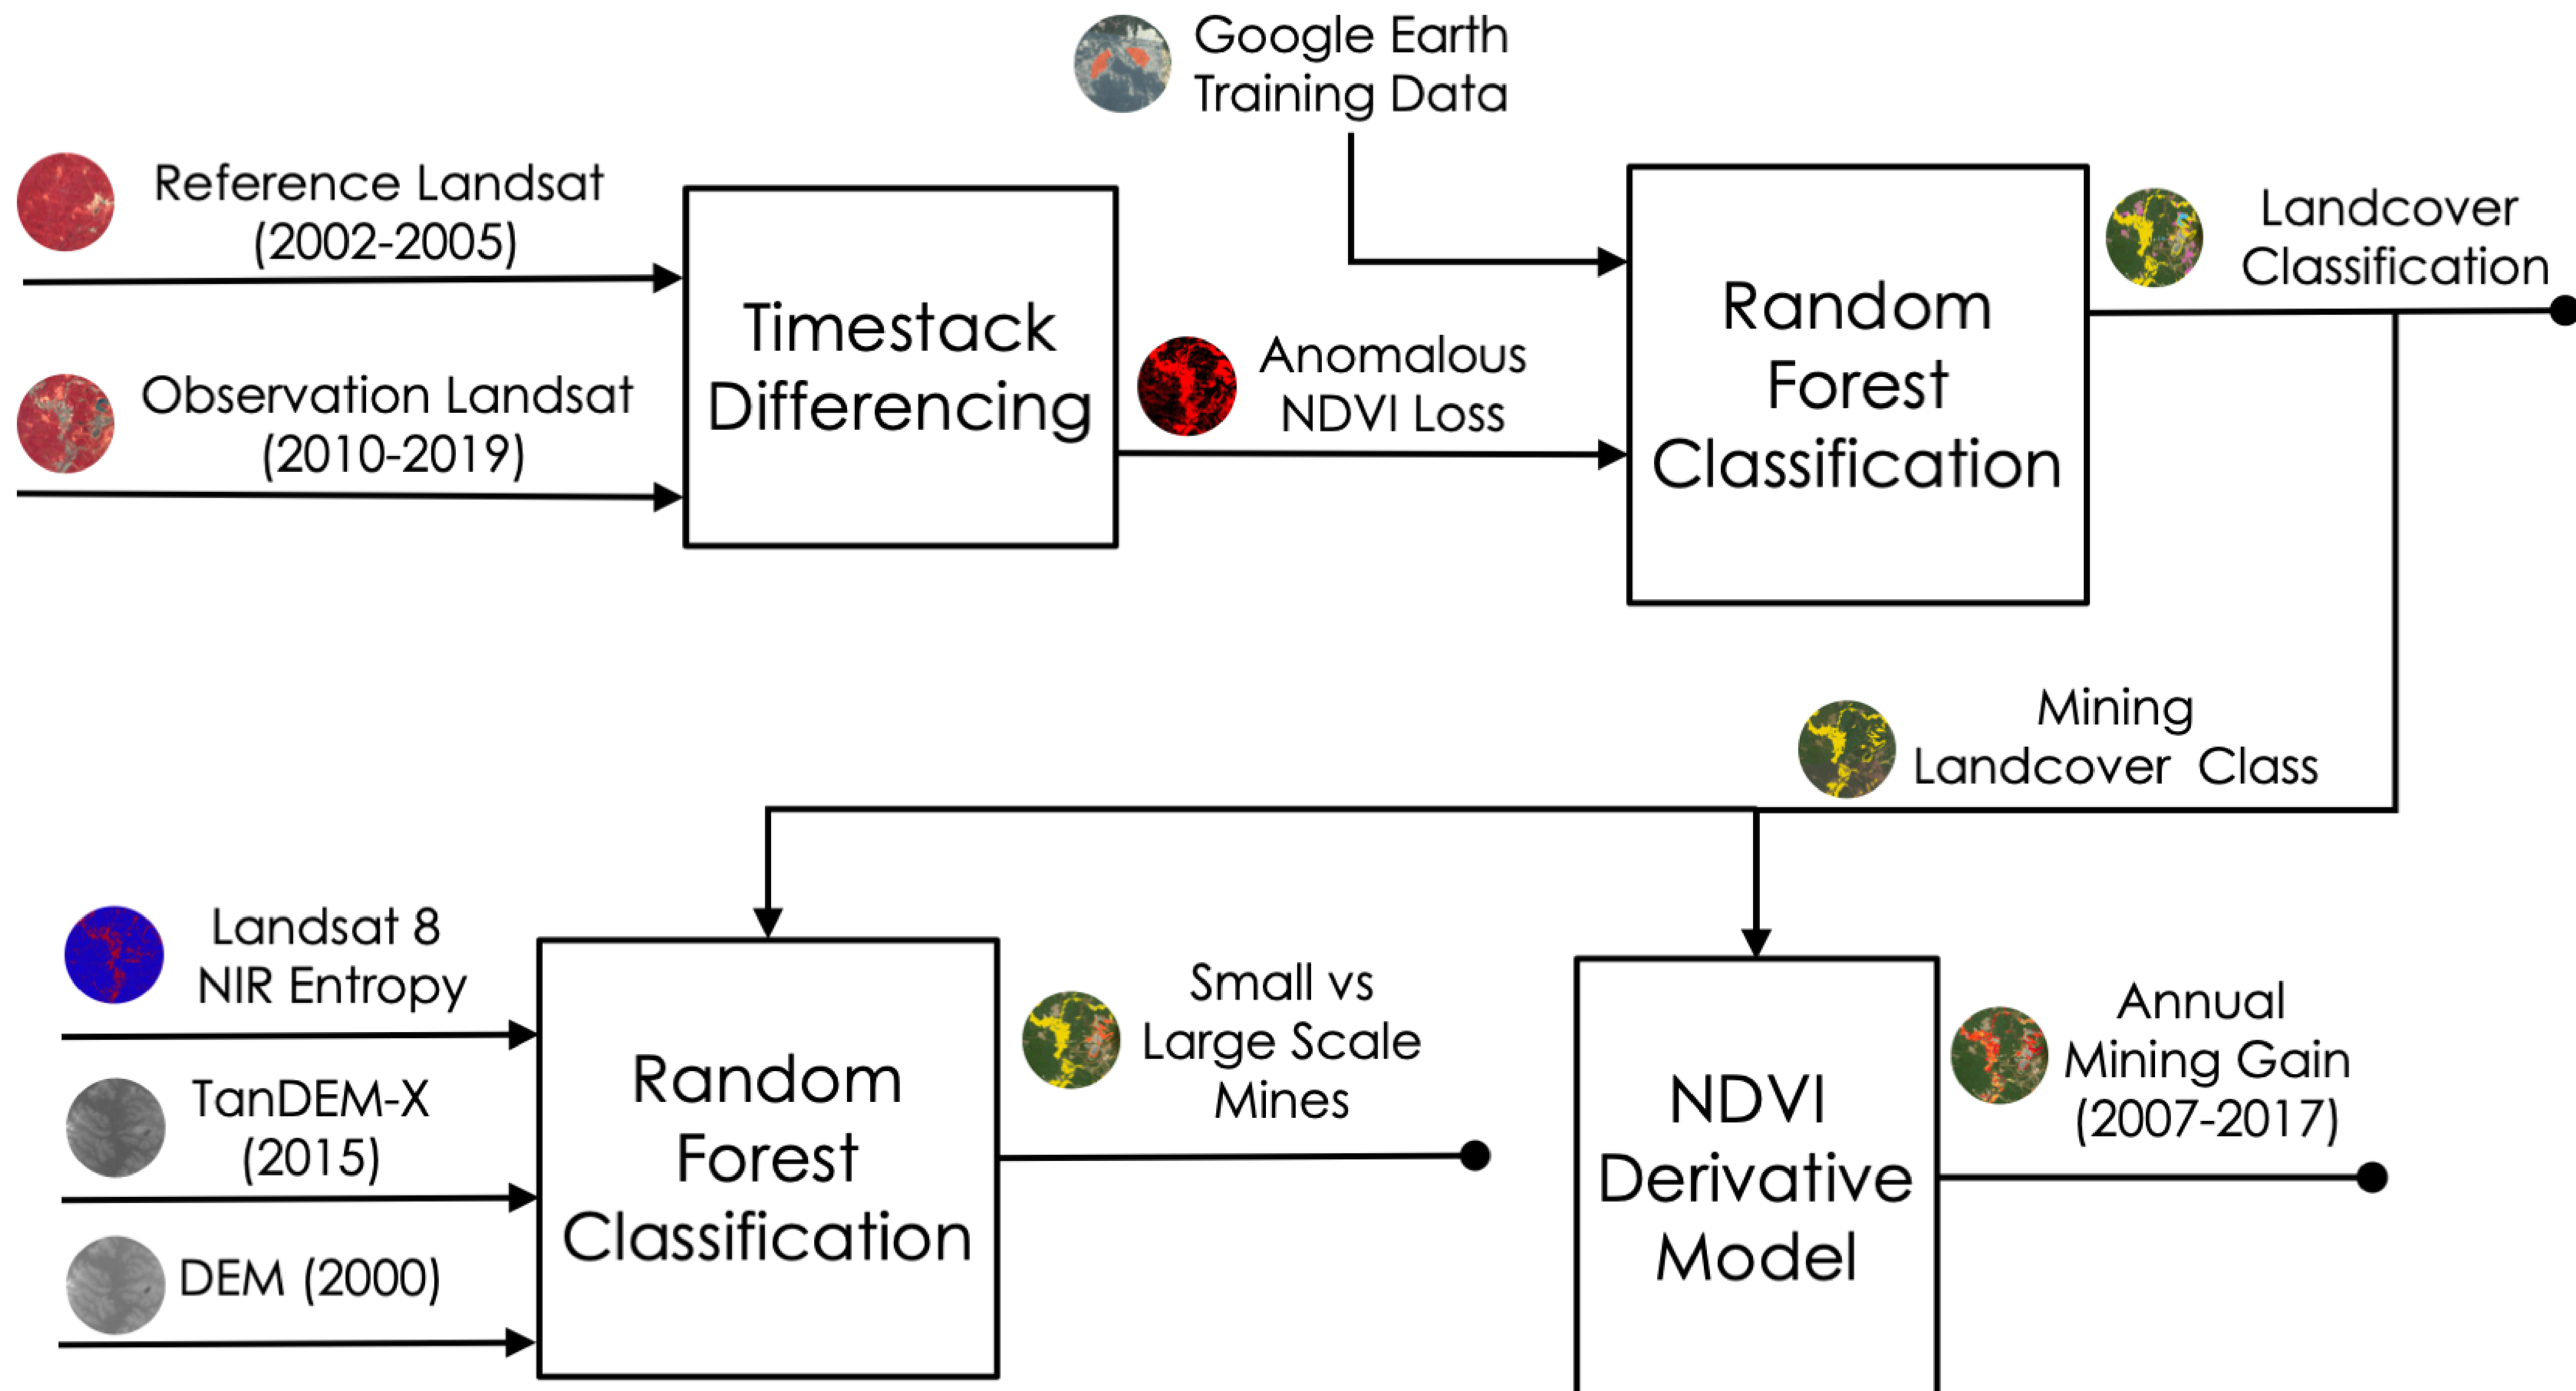 Google Earth
Training Data
Reference Landsat
(2002-2005)
Observation Landsat
(2010-2019)
Timestack
Differencing
Anomalous
NDVI Loss
Random
Forest
Classification
Landcover
Classification
Mining
Landcover Class
Landsat 8
NIR Entropy
TanDEM-X
(2015)
DEM (2000)
Random
Forest
Classification
Small vs
Large Scale
Mines
NDVI
Derivative
Model
Annual
Mining Gain
(2007-2017)